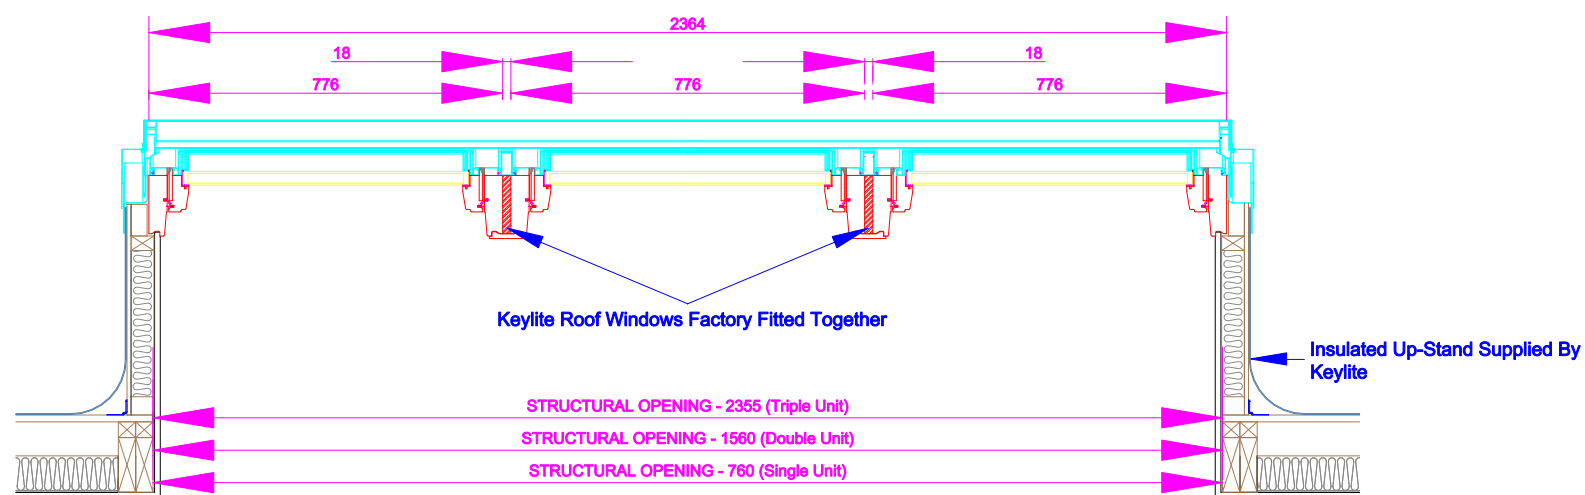 2364
18
18
776
776
776
Keylite Roof Windows Factory Fitted Together
Insulated Up-Stand Supplied By
Keylite
STRUCTURAL OPENING - 2355 (Triple Unit)
STRUCTURAL OPENING - 1560 (Double Unit)
STRUCTURAL OPENING - 760 (Single Unit)